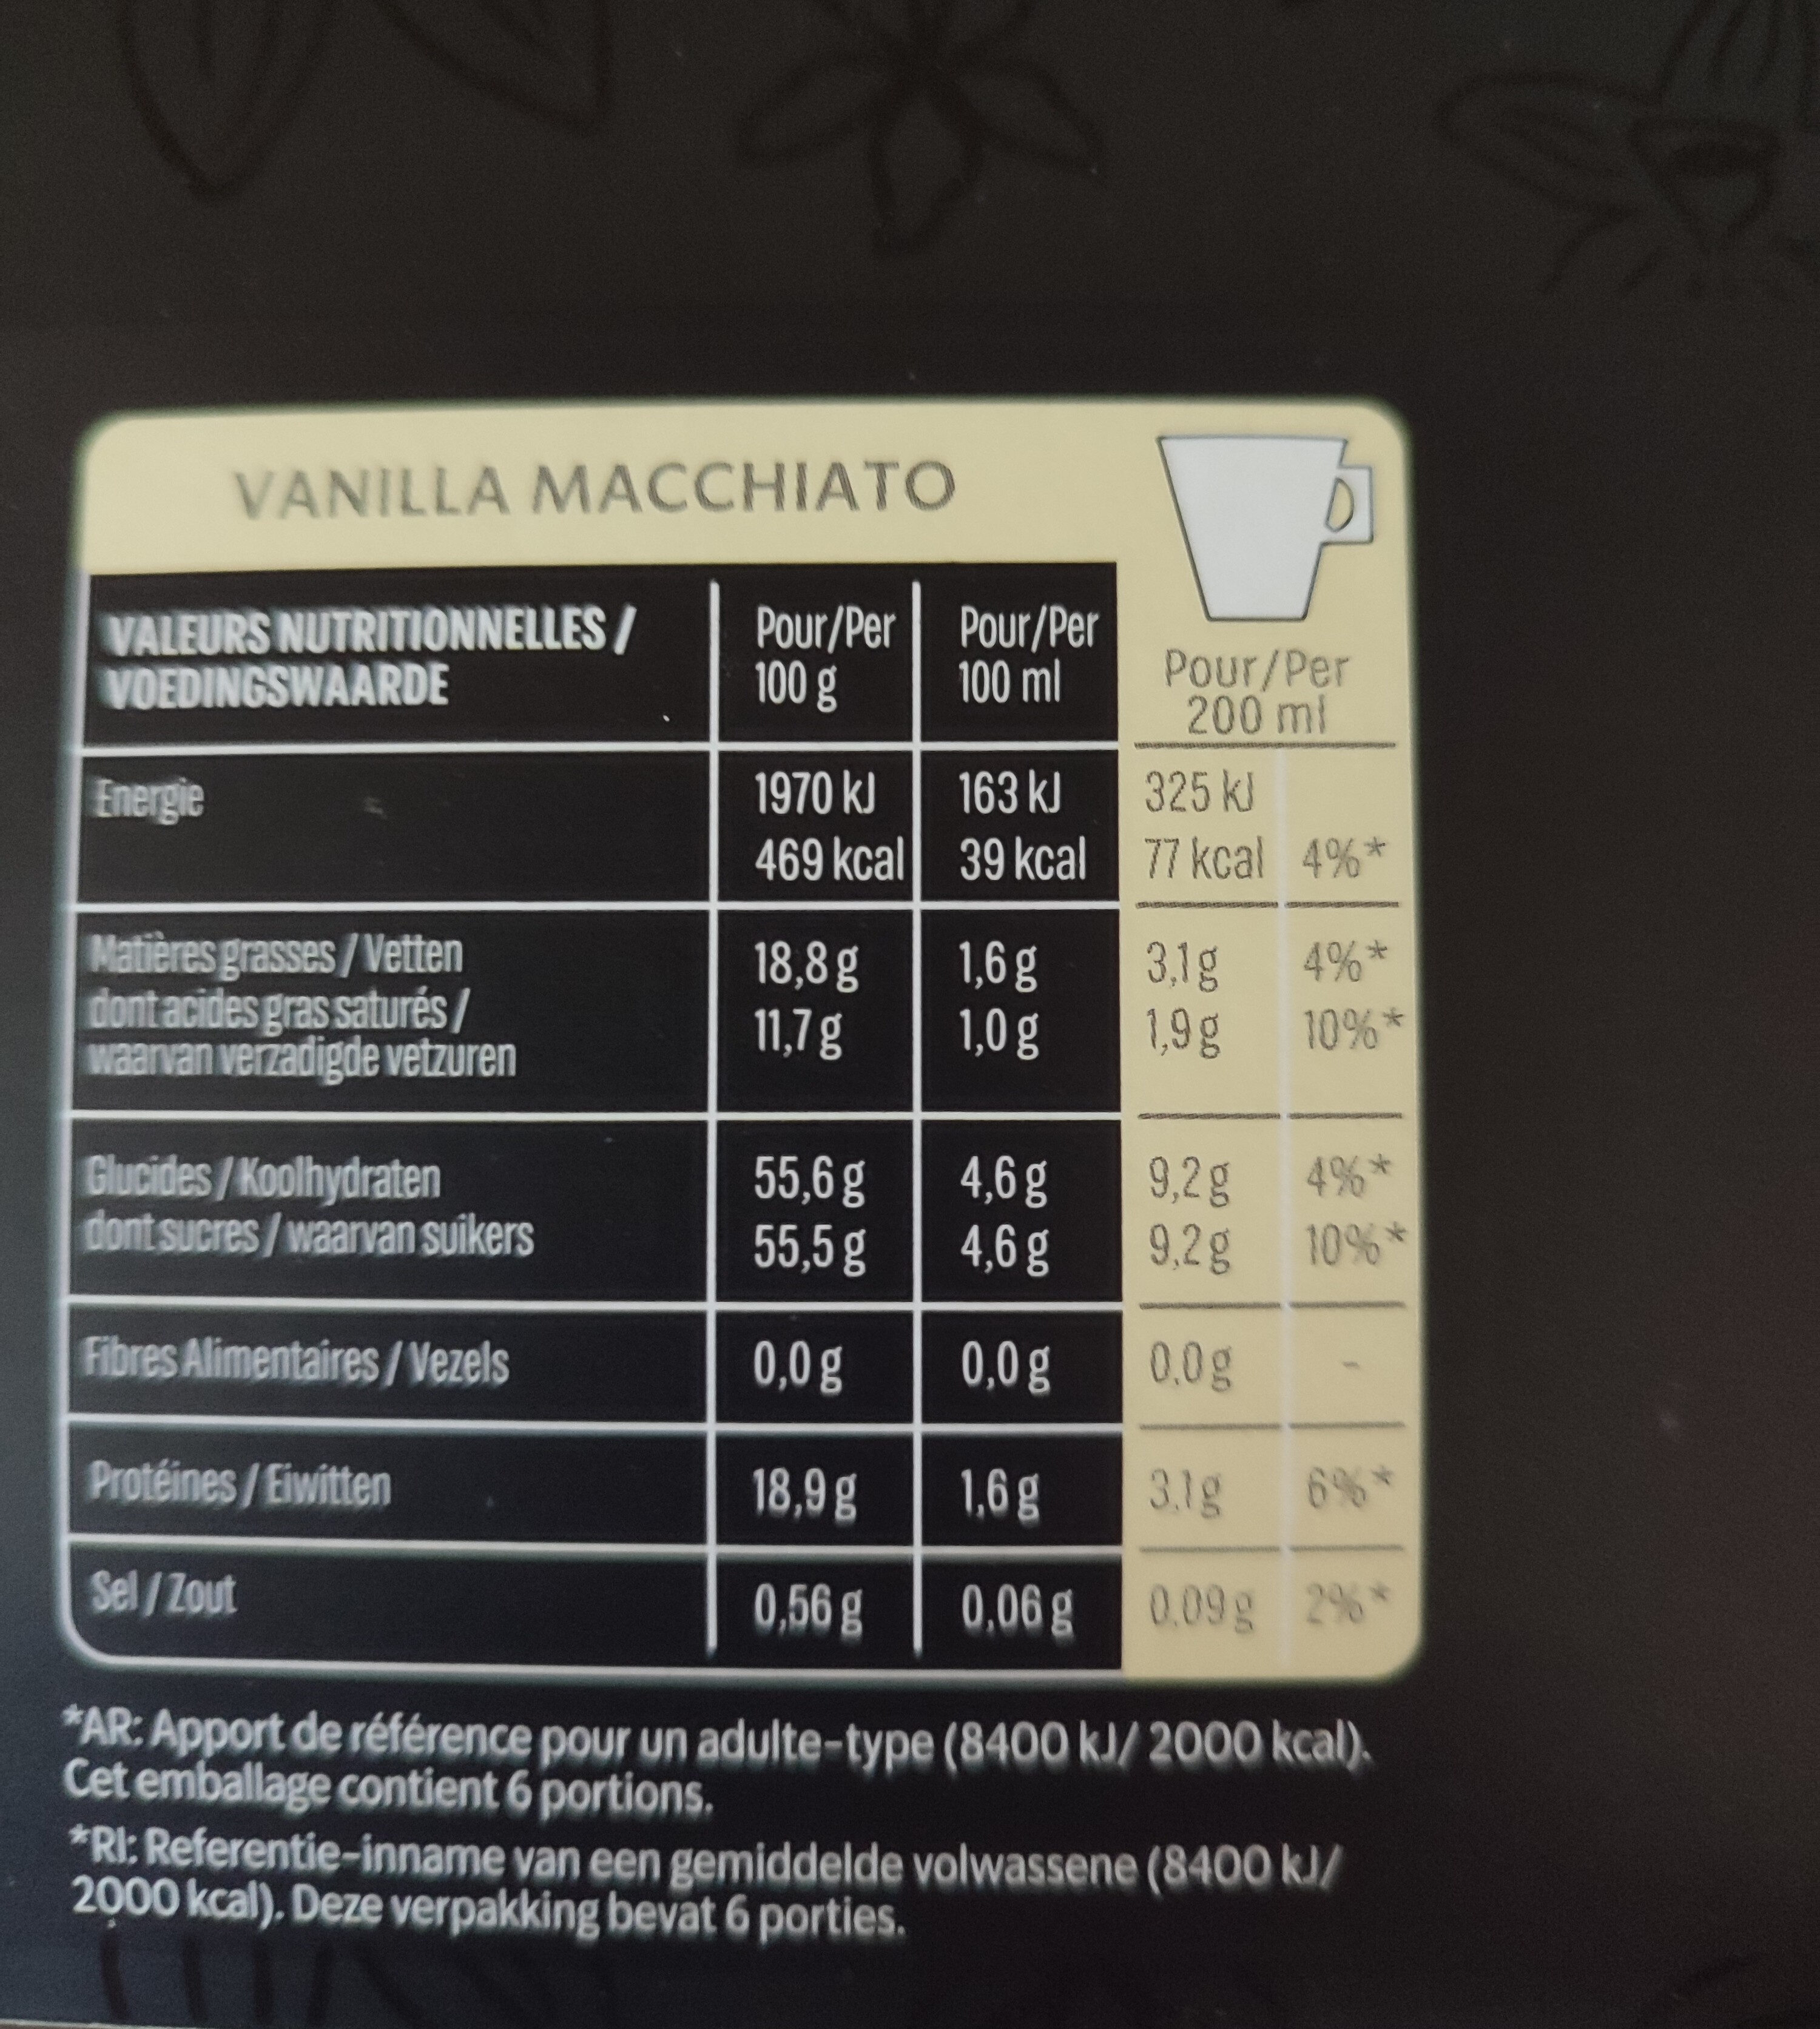 VANILLA MACCHIATO
VALEURS NUTRITIONNELLES /
VOEDINGSWAARDE
Pour/Per
100 g
Pour/Per
100 ml
Pour/Per
200 ml
Energie
1970 kJ 163 kJ 325 kJ
469 kcal 39 kcal 77 kcal 4%*
Matières grasses / Vetten 18,8 g 1,6 g 3,1g 4%*
dont acides gras saturés /
waarvan verzadigde vetzuren 11,7 g 1,0 g 1,9g 10%*
Glucides / Koolhydraten 55,6 g 4,6 g 9,2g 4%*
dont sucres / waarvan suikers 55,5 g 4,6 g 9,2g 10%*
Fibres Alimentaires / Vezels 0,0 g 0,0 g 0,0g -
Protéines / Eiwitten 18,9 g 1,6 g 3,1g 6%*
Sel / Zout 0,56 g 0,06 g 0,09g 2%*
*AR: Apport de référence pour un adulte-type (8400 kJ/ 2000 kcal).
Cet emballage contient 6 portions.
*RI: Referentie-inname van een gemiddelde volwassene (8400 kJ/
2000 kcal). Deze verpakking bevat 6 porties.